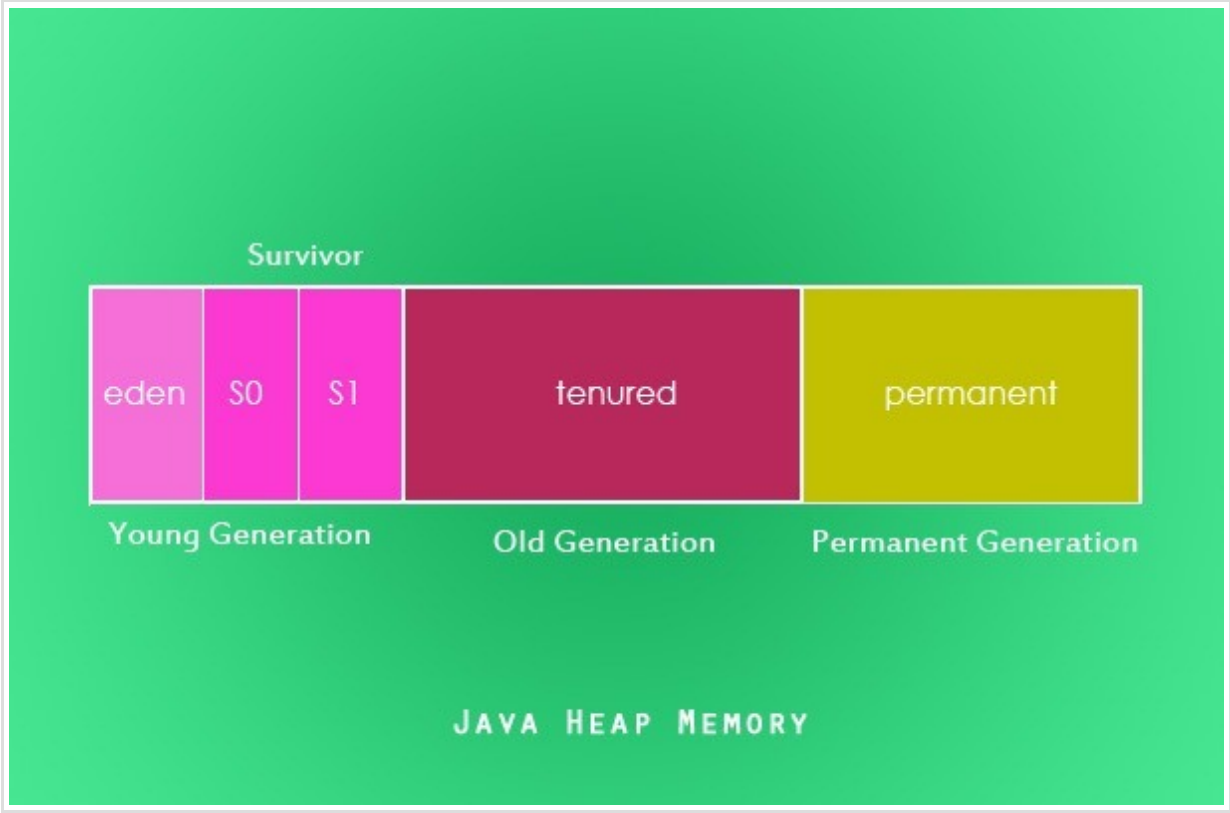 Survivor
eden S0 S1 tenured permanent
Young Generation Old Generation Permanent Generation
JAVA HEAP MEMORY